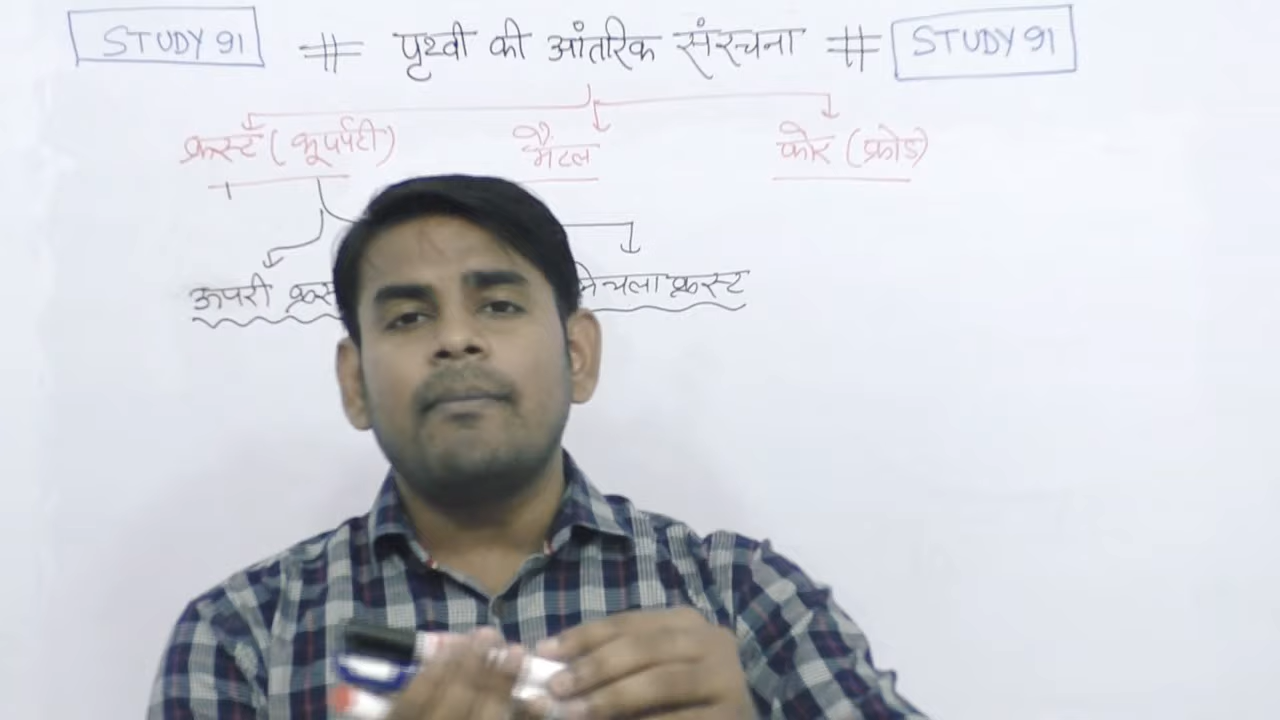 STUDY 91 # पृथ्वी की आंतरिक संरचना # STUDY 91
क्रस्ट (भूपर्पटी) मैंटल कोर (क्रोड)
ऊपरी निचला क्रस्ट